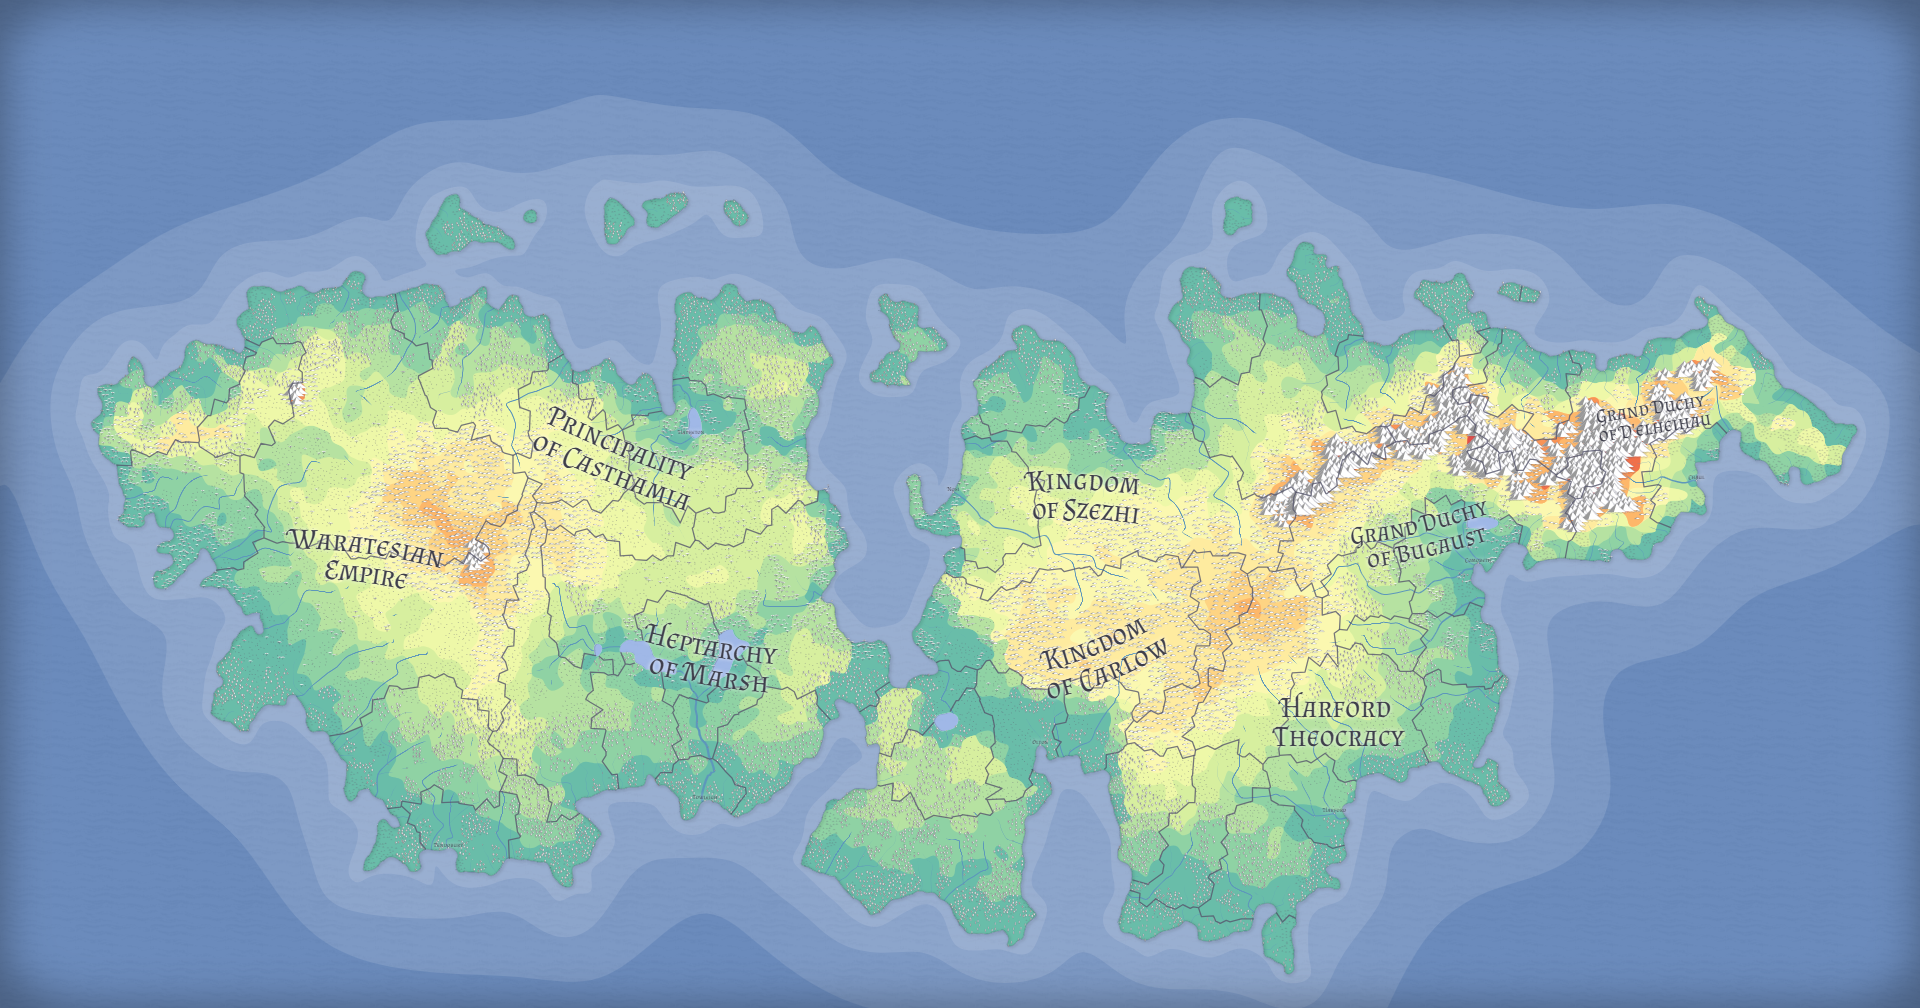 Principality
of Casthamia
Grand Duchy
of D'elheihau
Kingdom
of Szezhi
Grand Duchy
of Bugaust
Waratesian
Empire
Heptarchy
of Marsh
Kingdom
of Carlow
Harford
Theocracy